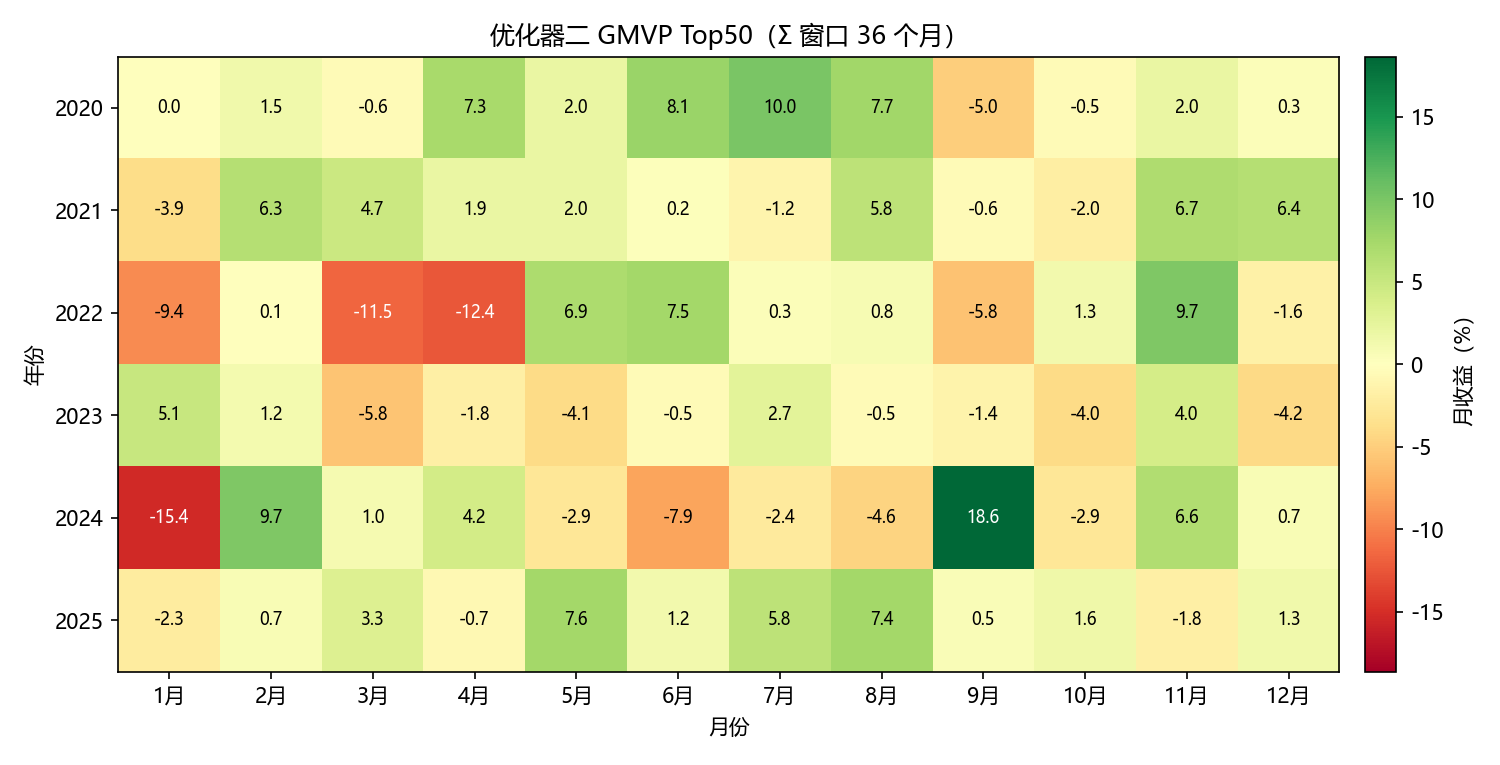 优化器二 GMVP Top50（Σ 窗口 36 个月）
2020 0.0 1.5 -0.6 7.3 2.0 8.1 10.0 7.7 -5.0 -0.5 2.0 0.3
2021 -3.9 6.3 4.7 1.9 2.0 0.2 -1.2 5.8 -0.6 -2.0 6.7 6.4
2022 -9.4 0.1 -11.5 -12.4 6.9 7.5 0.3 0.8 -5.8 1.3 9.7 -1.6
2023 5.1 1.2 -5.8 -1.8 -4.1 -0.5 2.7 -0.5 -1.4 -4.0 4.0 -4.2
2024 -15.4 9.7 1.0 4.2 -2.9 -7.9 -2.4 -4.6 18.6 -2.9 6.6 0.7
2025 -2.3 0.7 3.3 -0.7 7.6 1.2 5.8 7.4 0.5 1.6 -1.8 1.3
1月 2月 3月 4月 5月 6月 7月 8月 9月 10月 11月 12月
月份
年份
15
10
5
0
-5
-10
-15
月收益（%）